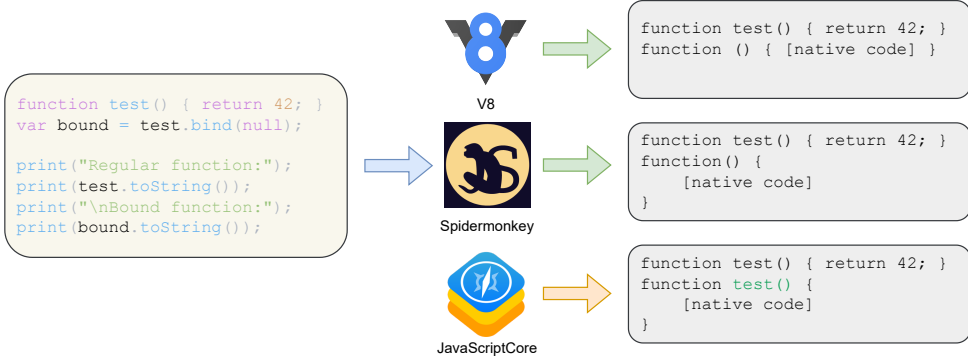 function test() { return 42; }
var bound = test.bind(null);
print("Regular function:");
print(test.toString());
print("\nBound function:");
print(bound.toString());
V8
function test() { return 42; }
function () { [native code] }
Spidermonkey
function test() { return 42; }
function() {
[native code]
}
JavaScriptCore
function test() { return 42; }
function test() {
[native code]
}